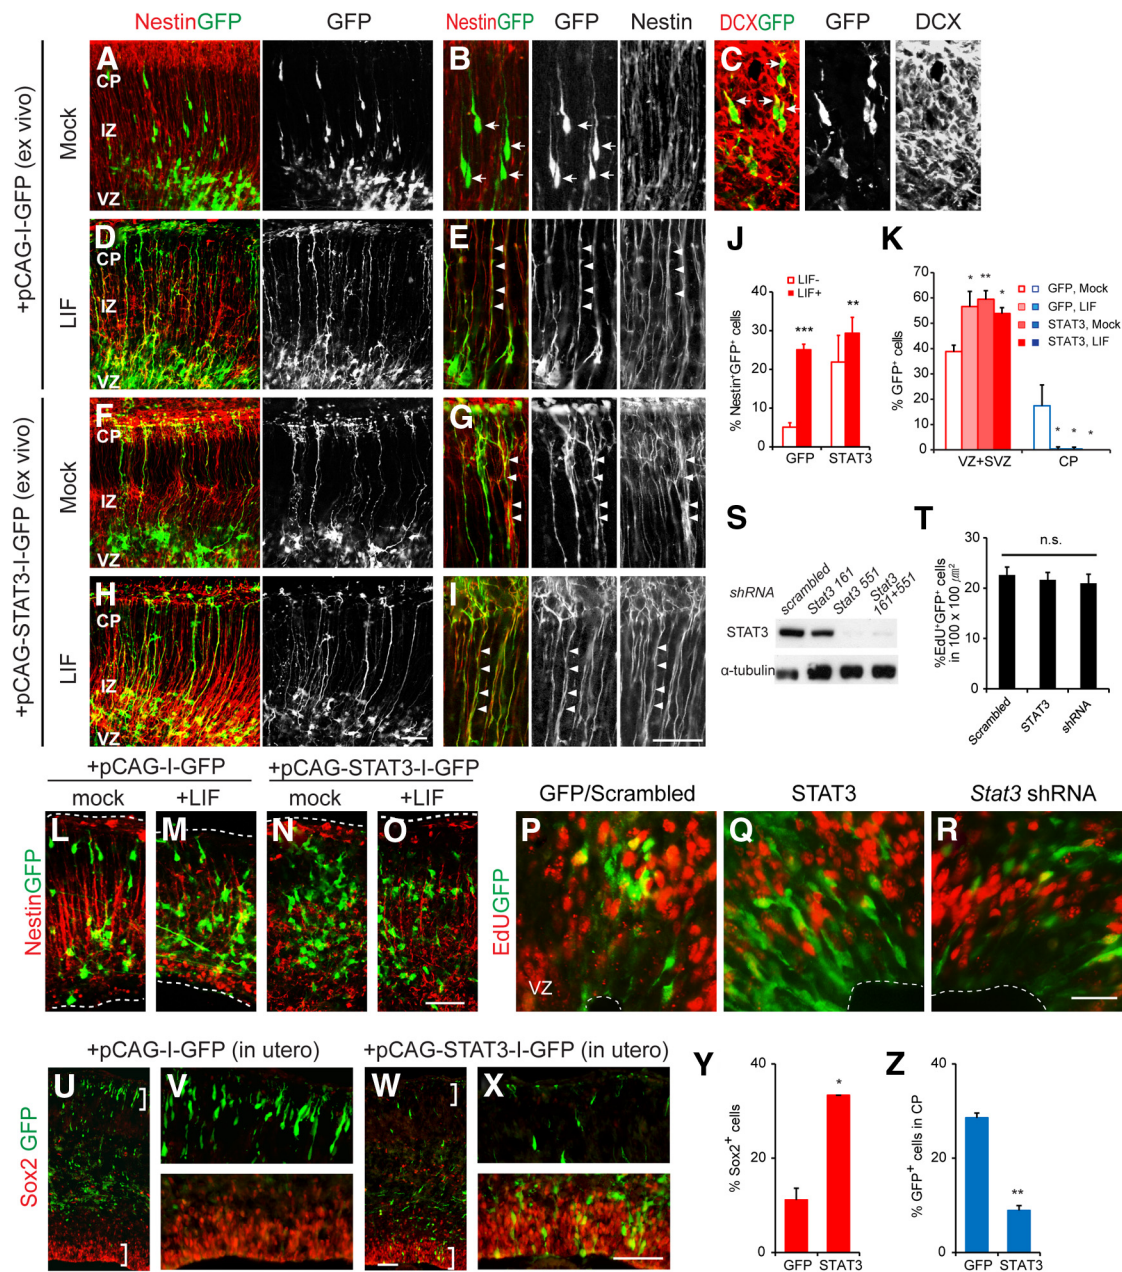 NestinGFP GFP NestinGFP GFP Nestin DCXGFP GFP DCX
+pCAG-I-GFP (ex vivo)
Mock
A CP IZ VZ
B
C
LIF
D CP IZ VZ
E
+pCAG-STAT3-I-GFP (ex vivo)
Mock
F CP IZ VZ
G
LIF
H CP IZ VZ
I
J
LIF-
LIF+
% Nestin⁺GFP⁺ cells
40
30
20
10
0
***
**
GFP STAT3
K
% GFP⁺ cells
70
60
50
40
30
20
10
0
* ** *
* * *
VZ+SVZ CP
GFP, Mock
GFP, LIF
STAT3, Mock
STAT3, LIF
S
shRNA
scrambled
Stat3 161
Stat3 551
Stat3 161+551
STAT3
α-tubulin
T
%EdU⁺GFP⁺ cells
in 100 x 100 ㎛²
30
20
10
0
n.s.
Scrambled
STAT3
shRNA
+pCAG-I-GFP +pCAG-STAT3-I-GFP
mock +LIF mock +LIF
NestinGFP
L M N O
GFP/Scrambled STAT3 Stat3 shRNA
EdUGFP
P Q R
VZ
+pCAG-I-GFP (in utero) +pCAG-STAT3-I-GFP (in utero)
Sox2 GFP
U V W X
Y
% Sox2⁺ cells
40
20
0
*
GFP STAT3
Z
% GFP⁺ cells in CP
40
20
0
**
GFP STAT3